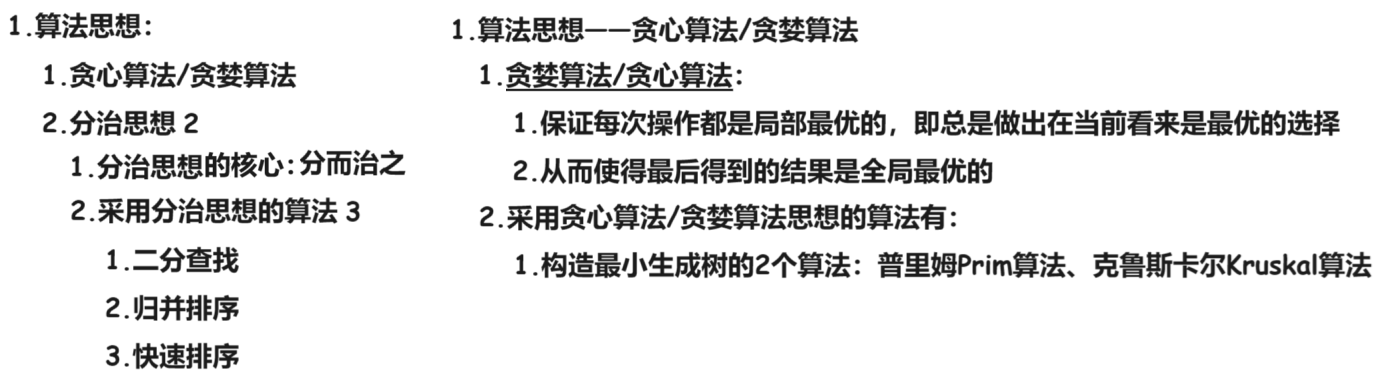 1.算法思想：
1.贪心算法/贪婪算法
2.分治思想 2
1.分治思想的核心:分而治之
2.采用分治思想的算法 3
1.二分查找
2.归并排序
3.快速排序
1.算法思想——贪心算法/贪婪算法
1.贪婪算法/贪心算法：
1.保证每次操作都是局部最优的，即总是做出在当前看来是最优的选择
2.从而使得最后得到的结果是全局最优的
2.采用贪心算法/贪婪算法思想的算法有：
1.构造最小生成树的2个算法：普里姆Prim算法、克鲁斯卡尔Kruskal算法